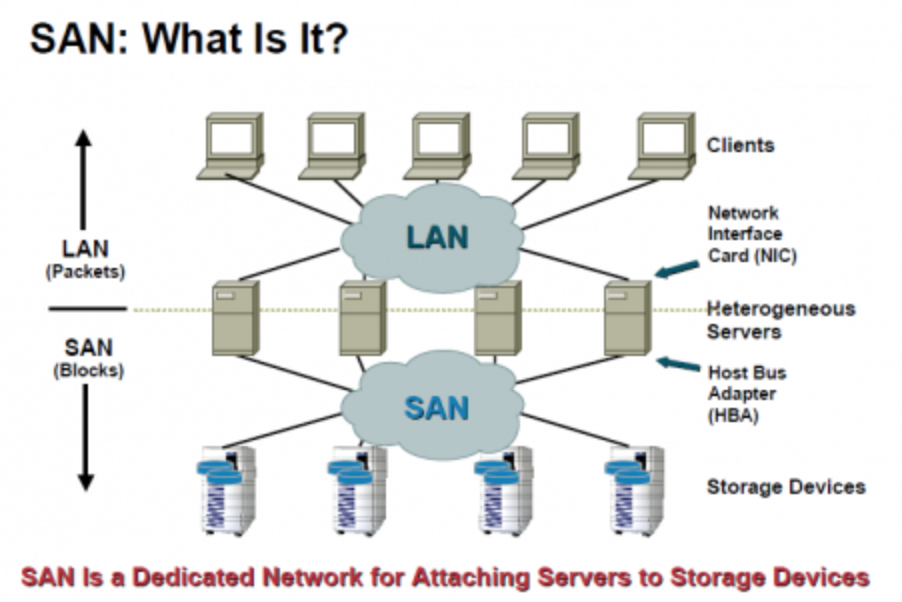 SAN: What Is It?
Clients
LAN
Network
Interface
Card (NIC)
LAN
(Packets)
Heterogeneous
Servers
SAN
(Blocks)
Host Bus
Adapter
(HBA)
SAN
Storage Devices
SAN Is a Dedicated Network for Attaching Servers to Storage Devices